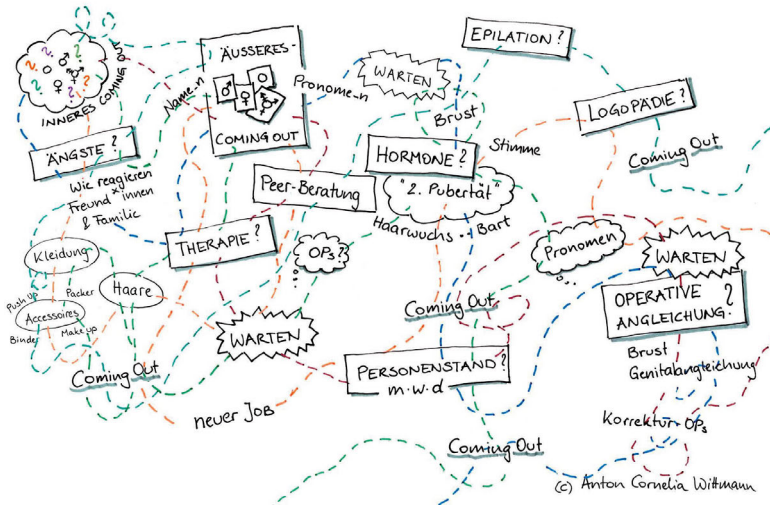 INNERES COMING OUT
ÄUSSERES-
COMING OUT
Name.n
Pronome.n
WARTEN
EPILATION?
Brust
LOGOPÄDIE?
Coming Out
ÄNGSTE?
Wie reagieren
Freund*innen
& Familie
HORMONE?
Stimme
Peer-Beratung
"2. Pubertät"
Haarwuchs .. Bart
THERAPIE?
OPs?
Pronomen
WARTEN
Kleidung
Push up
Packer
Haare
Accessoires
Binder
Make up
OPERATIVE
ANGLEICHUNG?
Coming Out
WARTEN
Brust
Genitalangleichung
PERSONENSTAND?
m.w.d
Coming Out
neuer JOB
Korrektur-OPs
Coming Out
(c) Anton Cornelia Wittmann